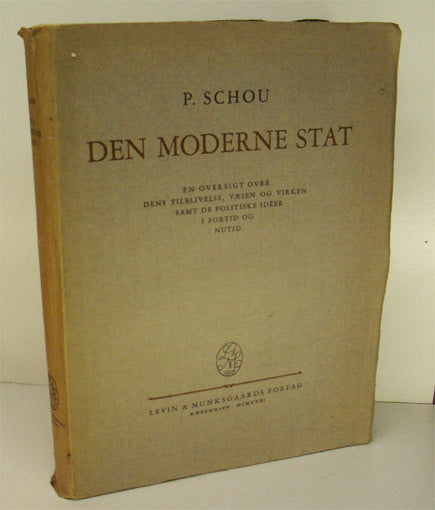 P. SCHOU
DEN MODERNE STAT
EN OVERSIGT OVER
DENS TILBLIVELSE, VÆSEN OG VIRKEN
SAMT DE POLITISKE IDÉER
I FORTID OG
NUTID
LEVIN & MUNKSGAARDS FORLAG
KØBENHAVN MCMXXXI